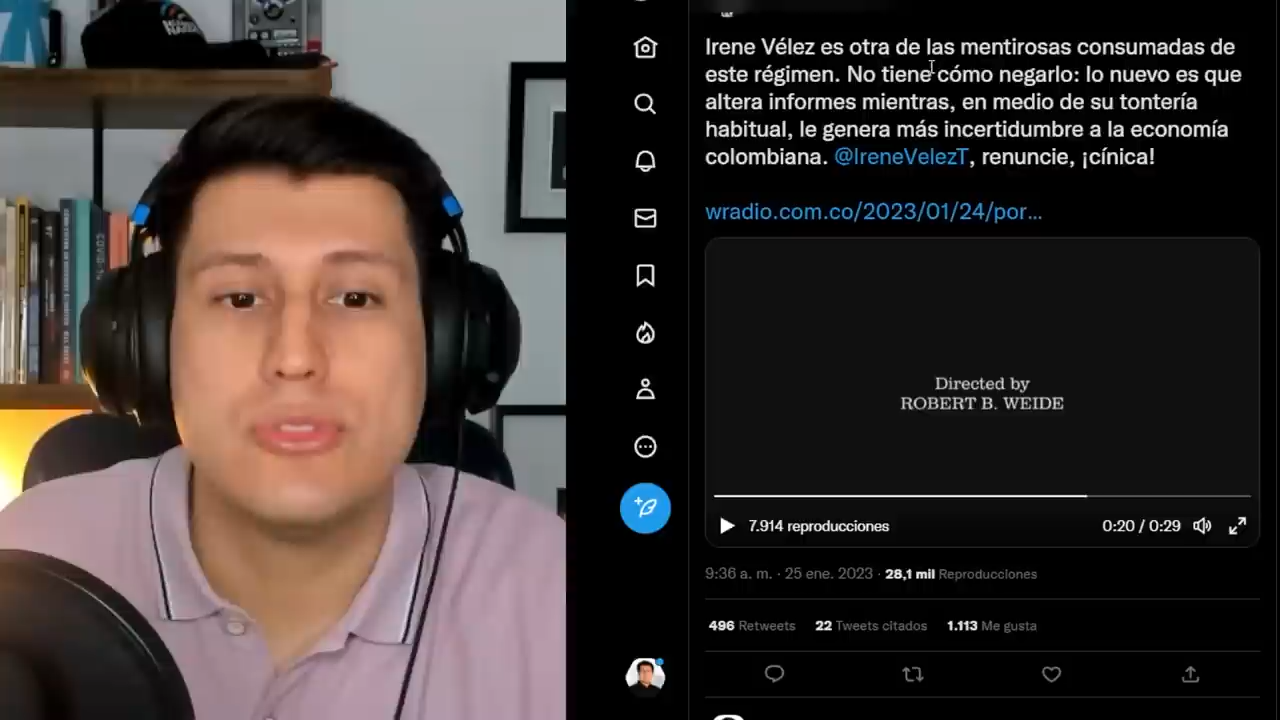 Irene Vélez es otra de las mentirosas consumadas de
este régimen. No tiene cómo negarlo: lo nuevo es que
altera informes mientras, en medio de su tontería
habitual, le genera más incertidumbre a la economía
colombiana. @IreneVelezT, renuncie, ¡cínica!
wradio.com.co/2023/01/24/por...
Directed by
ROBERT B. WEIDE
7.914 reproducciones
0:20 / 0:29
9:36 a. m. · 25 ene. 2023 · 28,1 mil Reproducciones
496 Retweets 22 Tweets citados 1.113 Me gusta